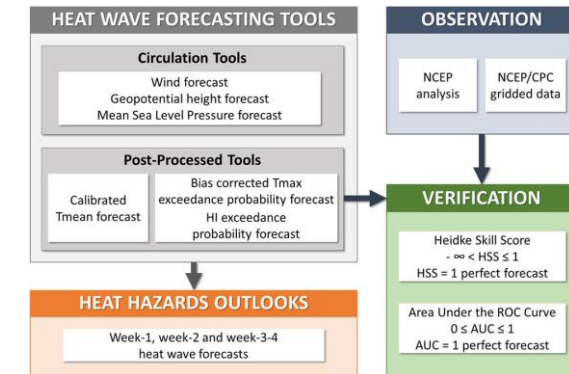 HEAT WAVE FORECASTING TOOLS
Circulation Tools
Wind forecast
Geopotential height forecast
Mean Sea Level Pressure forecast
Post-Processed Tools
Calibrated
Tmean forecast
Bias corrected Tmax
exceedance probability forecast
HI exceedance
probability forecast
HEAT HAZARDS OUTLOOKS
Week-1, week-2 and week-3-4
heat wave forecasts
OBSERVATION
NCEP
analysis
NCEP/CPC
gridded data
VERIFICATION
Heidke Skill Score
- ∞ < HSS ≤ 1
HSS = 1 perfect forecast
Area Under the ROC Curve
0 ≤ AUC ≤ 1
AUC = 1 perfect forecast